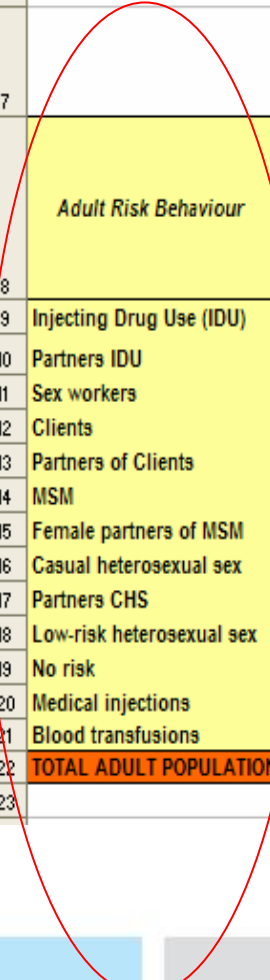 7
Adult Risk Behaviour
8
9 Injecting Drug Use (IDU)
10 Partners IDU
11 Sex workers
12 Clients
13 Partners of Clients
14 MSM
15 Female partners of MSM
16 Casual heterosexual sex
17 Partners CHS
18 Low-risk heterosexual sex
19 No risk
20 Medical injections
21 Blood transfusions
22 TOTAL ADULT POPULATION
23